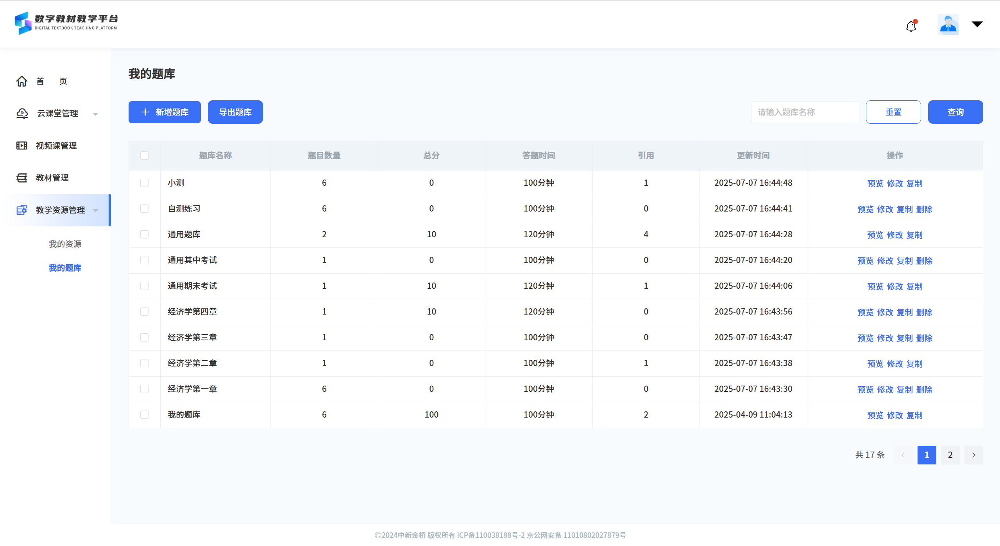 数字教材教学平台
DIGITAL TEXTBOOK TEACHING PLATFORM
首 页
云课堂管理
视频课管理
教材管理
教学资源管理
我的资源
我的题库
我的题库
新增题库 导出题库 请输入题库名称 重置 查询
题库名称 题目数量 总分 答题时间 引用 更新时间 操作
小测 6 0 100分钟 1 2025-07-07 16:44:48 预览 修改 复制
自测练习 6 0 100分钟 0 2025-07-07 16:44:41 预览 修改 复制 删除
通用题库 2 10 120分钟 4 2025-07-07 16:44:28 预览 修改 复制
通用其中考试 1 0 100分钟 0 2025-07-07 16:44:20 预览 修改 复制 删除
通用期末考试 1 10 120分钟 1 2025-07-07 16:44:06 预览 修改 复制
经济学第四章 1 10 120分钟 0 2025-07-07 16:43:56 预览 修改 复制 删除
经济学第三章 1 0 100分钟 0 2025-07-07 16:43:47 预览 修改 复制 删除
经济学第二章 1 0 100分钟 1 2025-07-07 16:43:38 预览 修改 复制
经济学第一章 6 0 100分钟 0 2025-07-07 16:43:30 预览 修改 复制 删除
我的题库 6 100 100分钟 2 2025-04-09 11:04:13 预览 修改 复制
共 17 条 1 2
◎2024中新金桥 版权所有 ICP备110038188号-2 京公网安备 11010802027879号